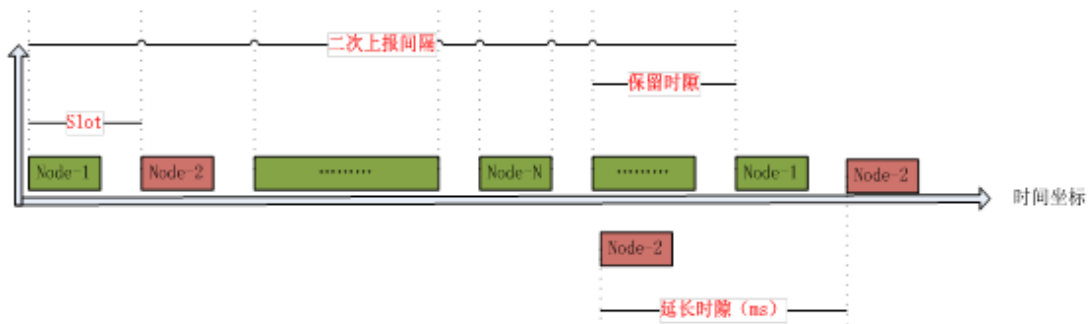 二次上报间隔
保留时隙
Slot
Node-1
Node-2
………
Node-N
………
Node-1
Node-2
时间坐标
Node-2
延长时隙（ms）